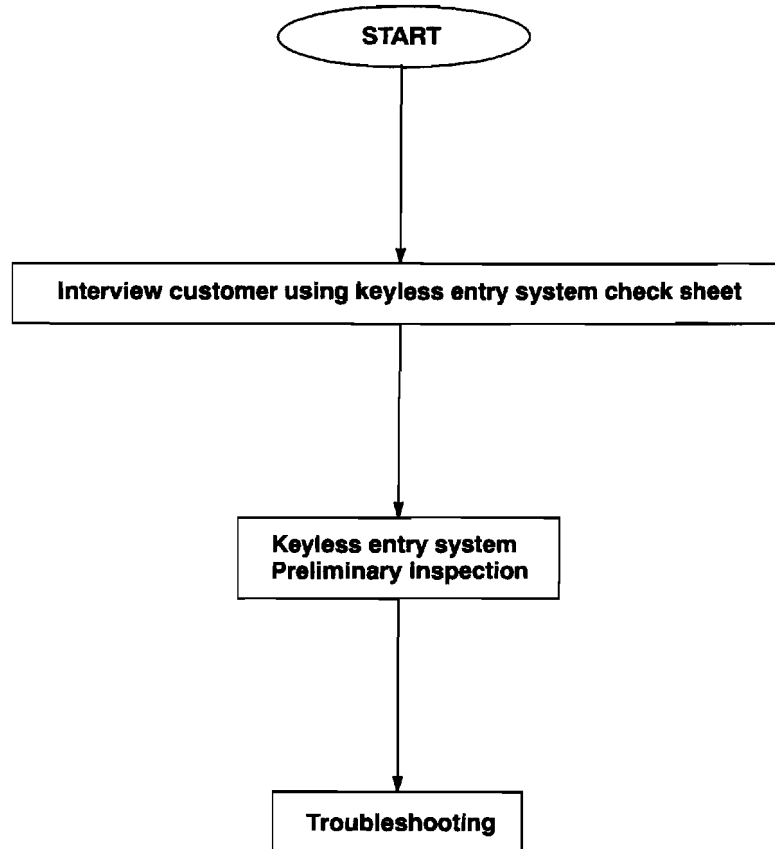 START
Interview customer using keyless entry system check sheet
Keyless entry system
Preliminary inspection
Troubleshooting